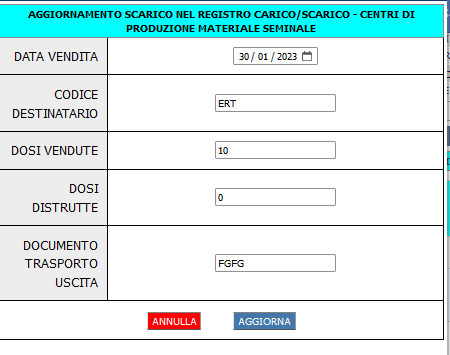 AGGIORNAMENTO SCARICO NEL REGISTRO CARICO/SCARICO - CENTRI DI
PRODUZIONE MATERIALE SEMINALE
DATA VENDITA
30/01/2023
CODICE
DESTINATARIO
ERT
DOSI VENDUTE
10
DOSI
DISTRUTTE
0
DOCUMENTO
TRASPORTO
USCITA
FGFG
ANNULLA
AGGIORNA